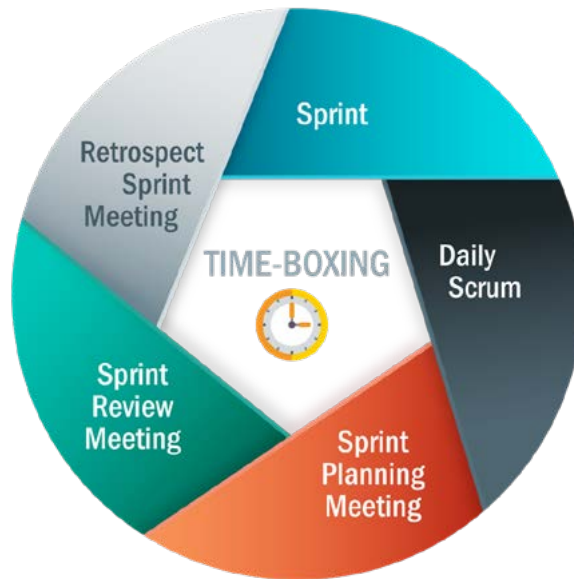 Sprint
Retrospect
Sprint
Meeting
TIME-BOXING
Daily
Scrum
Sprint
Review
Meeting
Sprint
Planning
Meeting